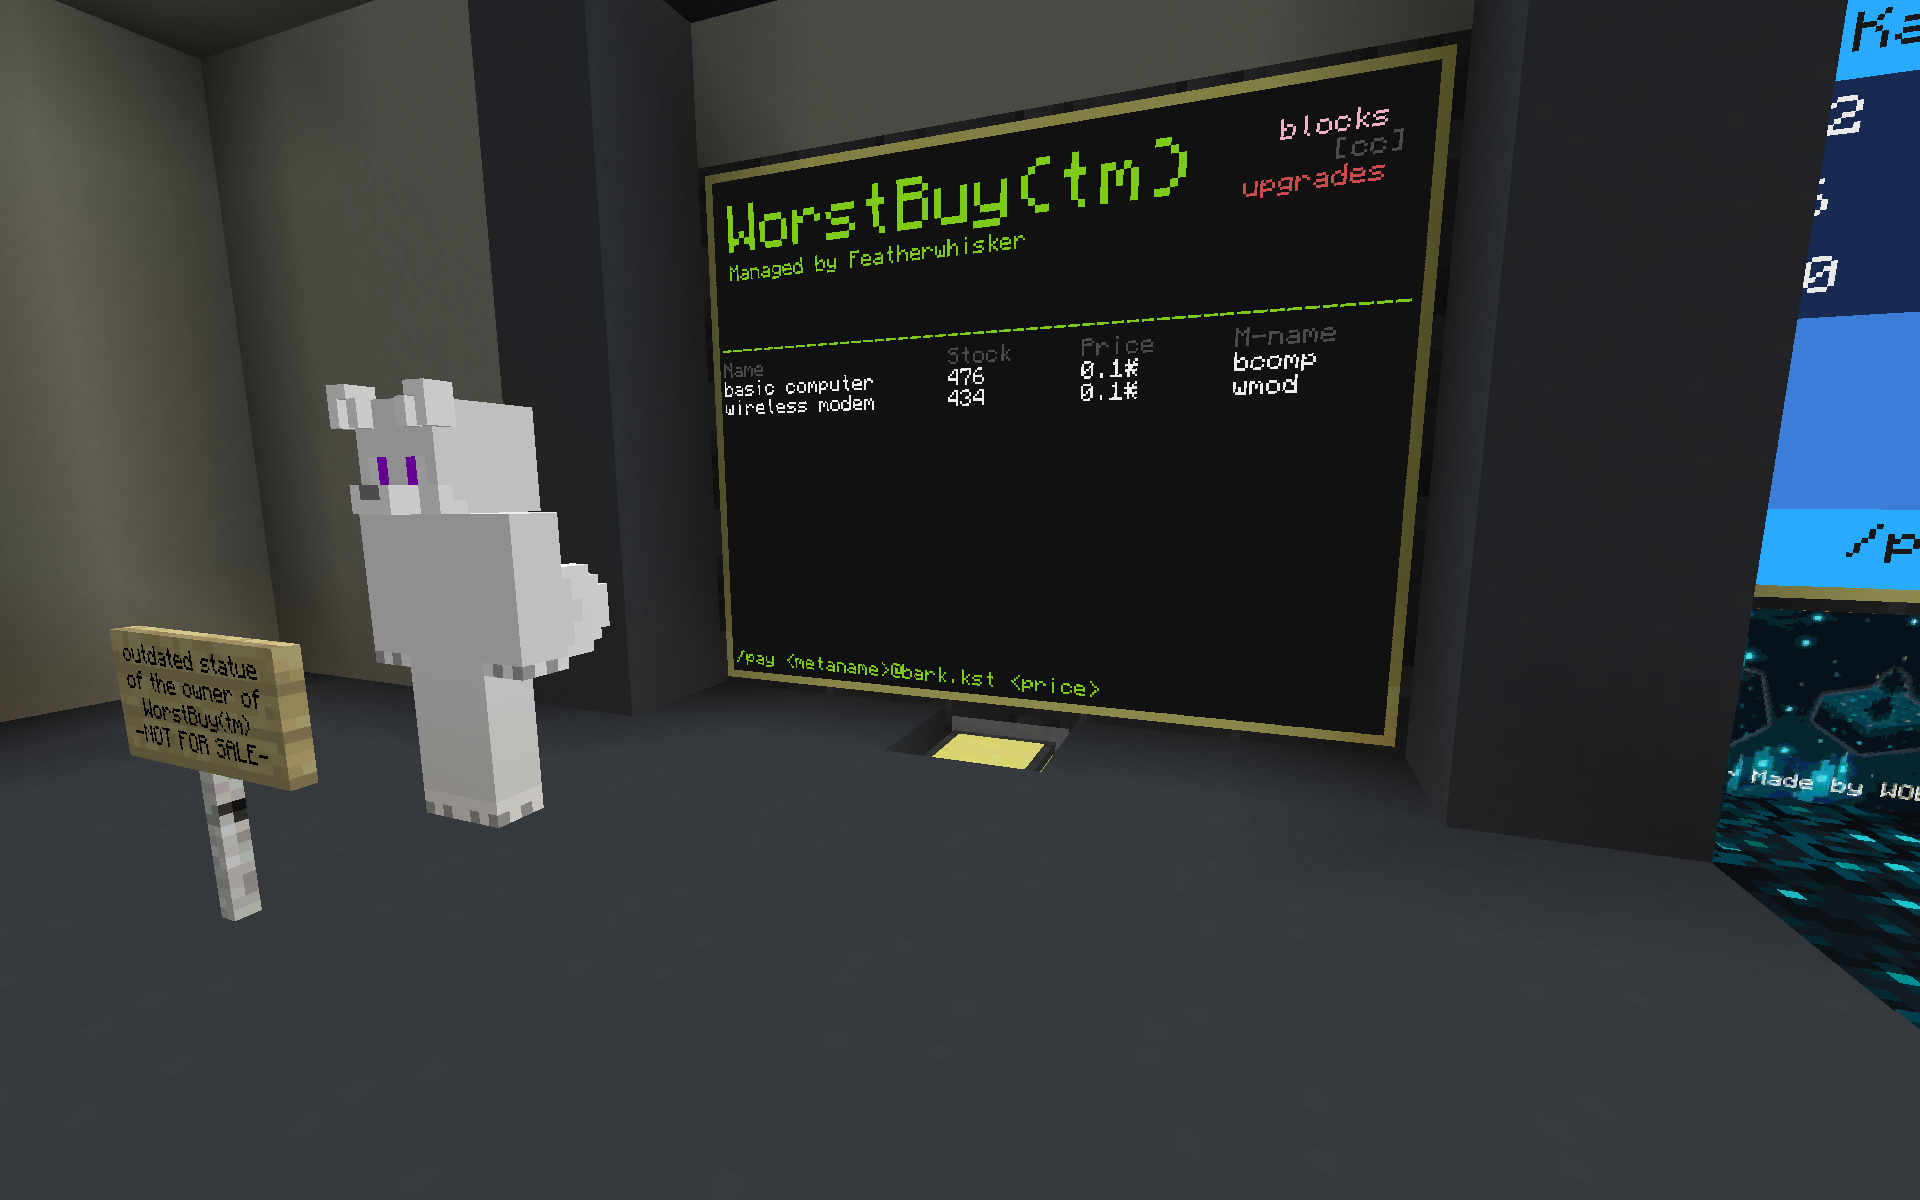 WorstBuy(tm)
Managed by Featherwhisker
blocks
[cc]
upgrades
Name Stock Price M-name
basic computer 476 0.1 bcomp
wireless modem 434 0.1 wmod
/pay <metaname>@bark.kst <price>
outdated statue
of the owner of
WorstBuy(tm)
-NOT FOR SALE-
2
0
Made by